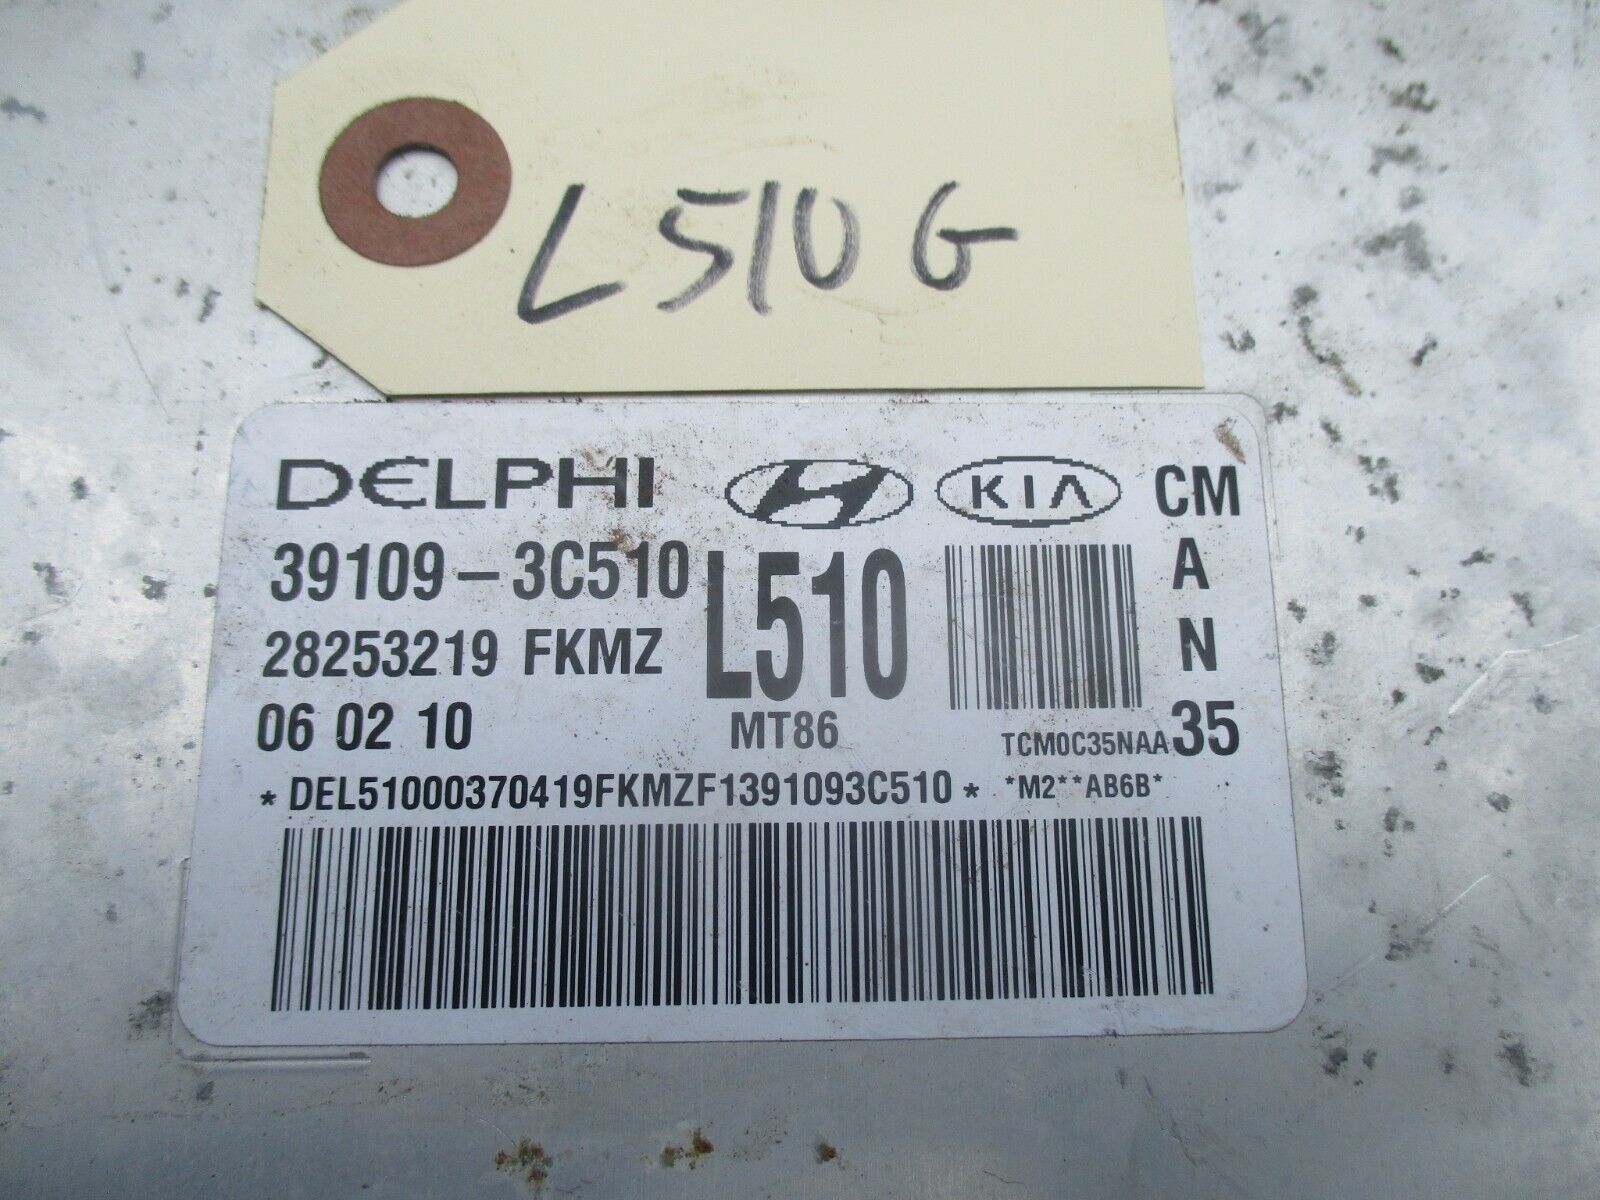 L510 G
DELPHI H KIA CM
39109-3C510 L510 A
28253219 FKMZ N
06 02 10 MT86 TCM0C35NAA 35
*DEL51000370419FKMZF1391093C510* *M2**AB6B*